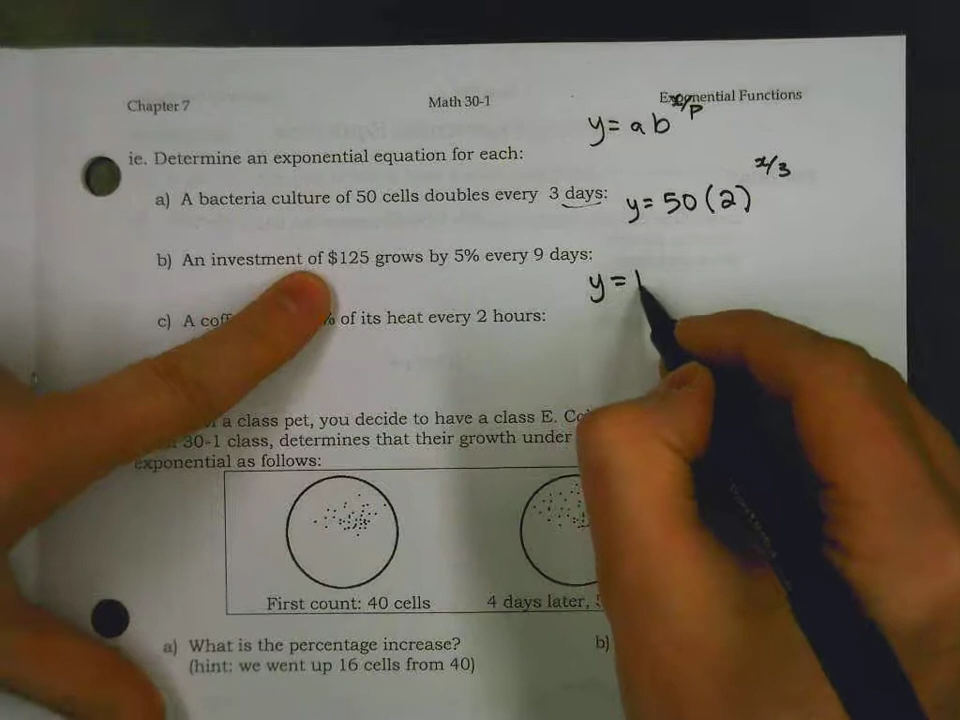 Chapter 7 Math 30-1 Exponential Functions
y = ab^x/p
ie. Determine an exponential equation for each:
a) A bacteria culture of 50 cells doubles every 3 days: y = 50(2)^x/3
b) An investment of $125 grows by 5% every 9 days:
y = 1
c) A % of its heat every 2 hours:
a class pet, you decide to have a class E.
30-1 class, determines that their growth under
exponential as follows:
First count: 40 cells 4 days later,
a) What is the percentage increase? b)
(hint: we went up 16 cells from 40)